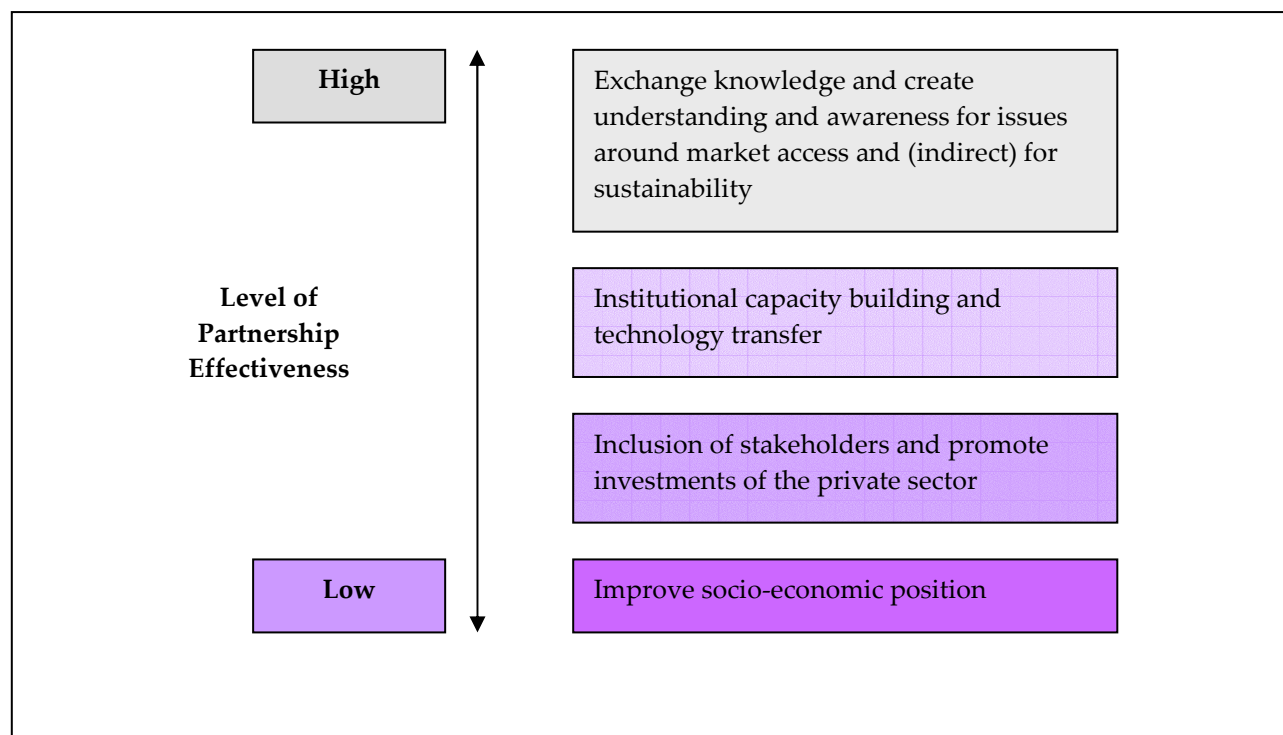 High
Exchange knowledge and create
understanding and awareness for issues
around market access and (indirect) for
sustainability
Level of
Partnership
Effectiveness
Institutional capacity building and
technology transfer
Inclusion of stakeholders and promote
investments of the private sector
Low
Improve socio-economic position